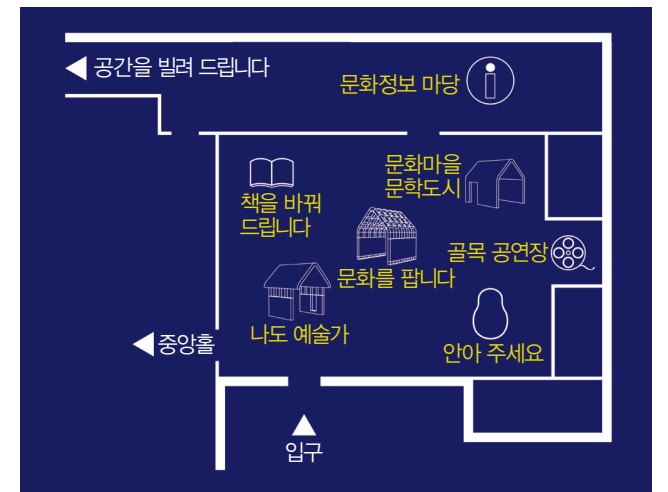 공간을 빌려 드립니다
문화정보 마당
문화마을
문학도시
책을 바꿔
드립니다
골목 공연장
문화를 팝니다
나도 예술가
중앙홀
안아 주세요
입구